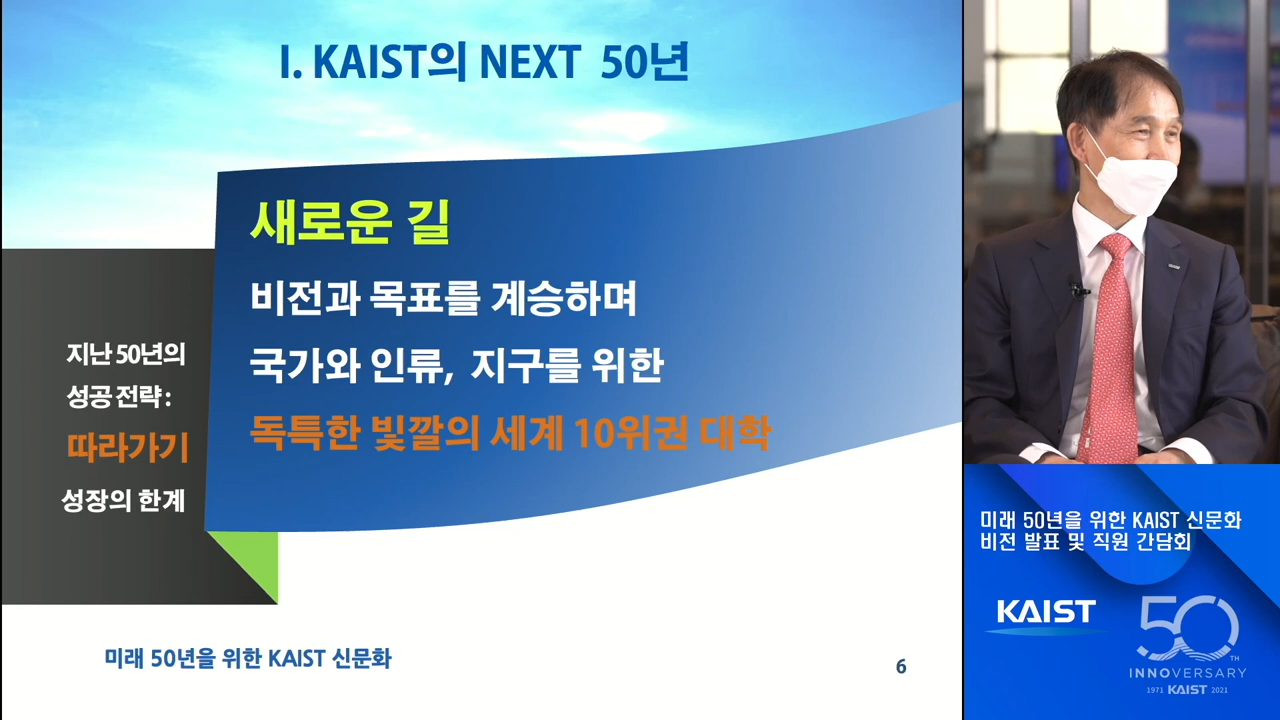 I. KAIST의 NEXT 50년
새로운 길
비전과 목표를 계승하며
국가와 인류, 지구를 위한
독특한 빛깔의 세계 10위권 대학
지난 50년의
성공 전략 :
따라가기
성장의 한계
미래 50년을 위한 KAIST 신문화
6
미래 50년을 위한 KAIST 신문화
비전 발표 및 직원 간담회
KAIST
50TH
INNOVERSARY
1971 KAIST 2021